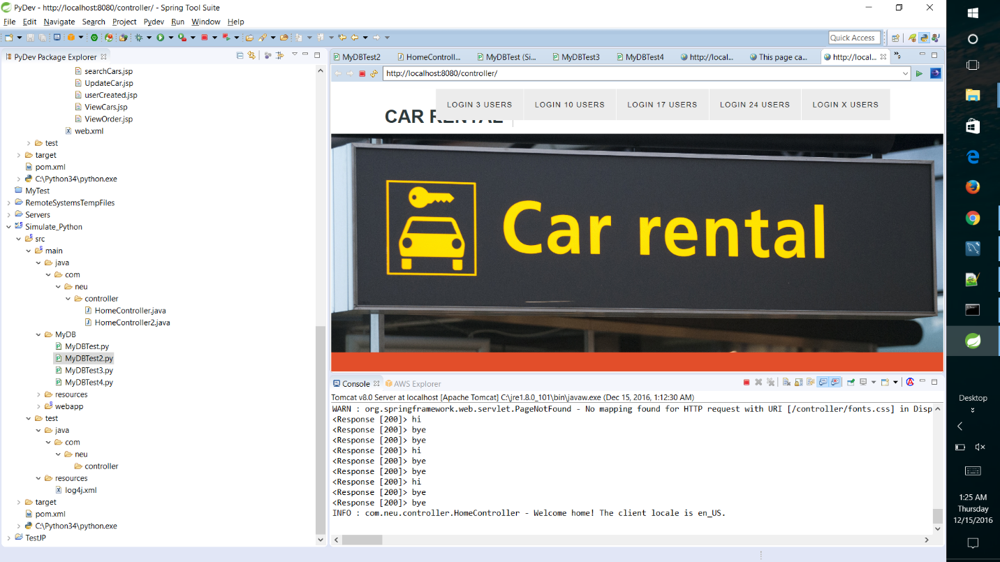 PyDev - http://localhost:8080/controller/ - Spring Tool Suite
File Edit Navigate Search Project Pydev Run Window Help
Quick Access
PyDev Package Explorer
searchCars.jsp
UpdateCar.jsp
userCreated.jsp
ViewCars.jsp
ViewOrder.jsp
web.xml
test
target
pom.xml
C:\Python34\python.exe
MyTest
RemoteSystemsTempFiles
Servers
Simulate_Python
src
main
java
com
neu
controller
HomeController.java
HomeController2.java
MyDB
MyDBTest.py
MyDBTest2.py
MyDBTest3.py
MyDBTest4.py
resources
webapp
test
java
com
neu
controller
resources
log4j.xml
target
pom.xml
C:\Python34\python.exe
TestJP
MyDBTest2 HomeControll... MyDBTest (Si... MyDBTest3 MyDBTest4 http://local... This page ca... http://local...
http://localhost:8080/controller/
LOGIN 3 USERS LOGIN 10 USERS LOGIN 17 USERS LOGIN 24 USERS LOGIN X USERS
CAR RENTAL
Car rental
Console AWS Explorer
Tomcat v8.0 Server at localhost [Apache Tomcat] C:\jre1.8.0_101\bin\javaw.exe (Dec 15, 2016, 1:12:30 AM)
WARN : org.springframework.web.servlet.PageNotFound - No mapping found for HTTP request with URI [/controller/fonts.css] in Disp
<Response [200]> hi
<Response [200]> bye
<Response [200]> bye
<Response [200]> hi
<Response [200]> bye
<Response [200]> bye
<Response [200]> hi
<Response [200]> bye
<Response [200]> bye
INFO : com.neu.controller.HomeController - Welcome home! The client locale is en_US.
Desktop
1:25 AM
Thursday
12/15/2016